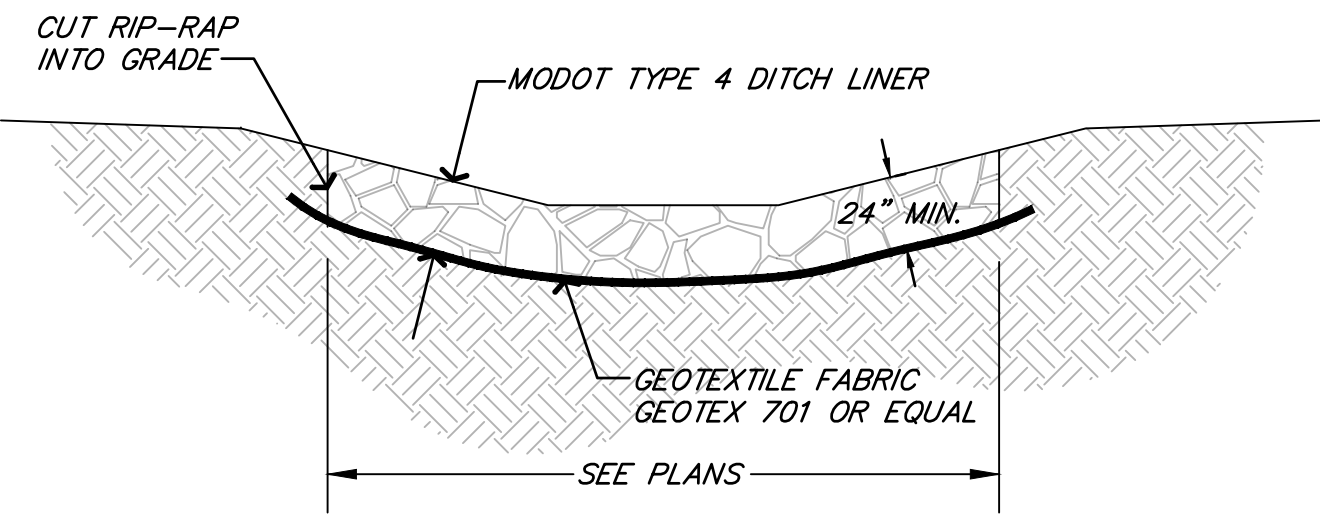 CUT RIP-RAP
INTO GRADE
MODOT TYPE 4 DITCH LINER
24" MIN.
GEOTEXTILE FABRIC
GEOTEX 701 OR EQUAL
SEE PLANS